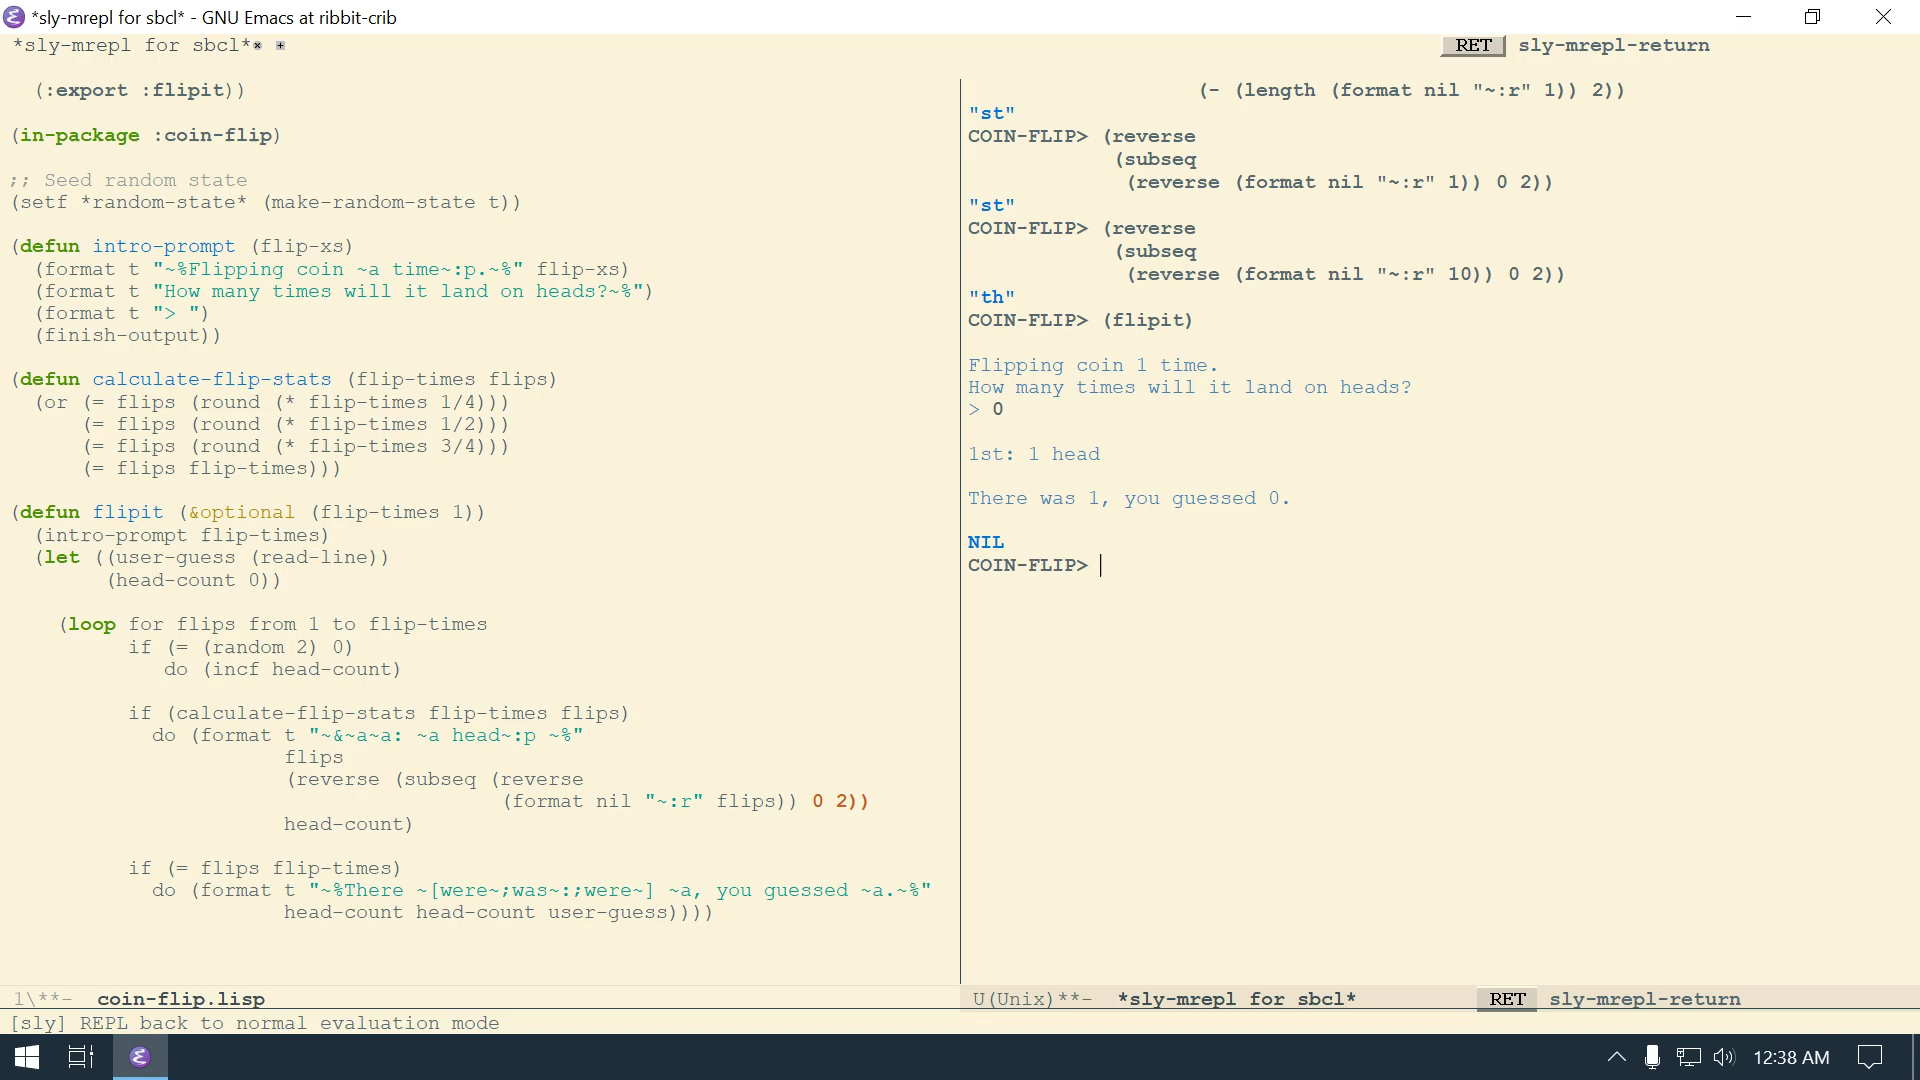 *sly-mrepl for sbcl* - GNU Emacs at ribbit-crib
*sly-mrepl for sbcl*
RET sly-mrepl-return
(:export :flipit))
(in-package :coin-flip)
;; Seed random state
(setf *random-state* (make-random-state t))
(defun intro-prompt (flip-xs)
(format t "~%Flipping coin ~a time~:p.~%" flip-xs)
(format t "How many times will it land on heads?~%")
(format t "> ")
(finish-output))
(defun calculate-flip-stats (flip-times flips)
(or (= flips (round (* flip-times 1/4)))
(= flips (round (* flip-times 1/2)))
(= flips (round (* flip-times 3/4)))
(= flips flip-times)))
(defun flipit (&optional (flip-times 1))
(intro-prompt flip-times)
(let ((user-guess (read-line))
(head-count 0))
(loop for flips from 1 to flip-times
if (= (random 2) 0)
do (incf head-count)
if (calculate-flip-stats flip-times flips)
do (format t "~&~a~a: ~a head~:p ~%"
flips
(reverse (subseq (reverse
(format nil "~:r" flips)) 0 2))
head-count)
if (= flips flip-times)
do (format t "~%There ~[were~;was~:;were~] ~a, you guessed ~a.~%"
head-count head-count user-guess))))
1\**- coin-flip.lisp
(- (length (format nil "~:r" 1)) 2))
"st"
COIN-FLIP> (reverse
(subseq
(reverse (format nil "~:r" 1)) 0 2))
"st"
COIN-FLIP> (reverse
(subseq
(reverse (format nil "~:r" 10)) 0 2))
"th"
COIN-FLIP> (flipit)
Flipping coin 1 time.
How many times will it land on heads?
> 0
1st: 1 head
There was 1, you guessed 0.
NIL
COIN-FLIP>
U(Unix)**- *sly-mrepl for sbcl* RET sly-mrepl-return
[sly] REPL back to normal evaluation mode
12:38 AM